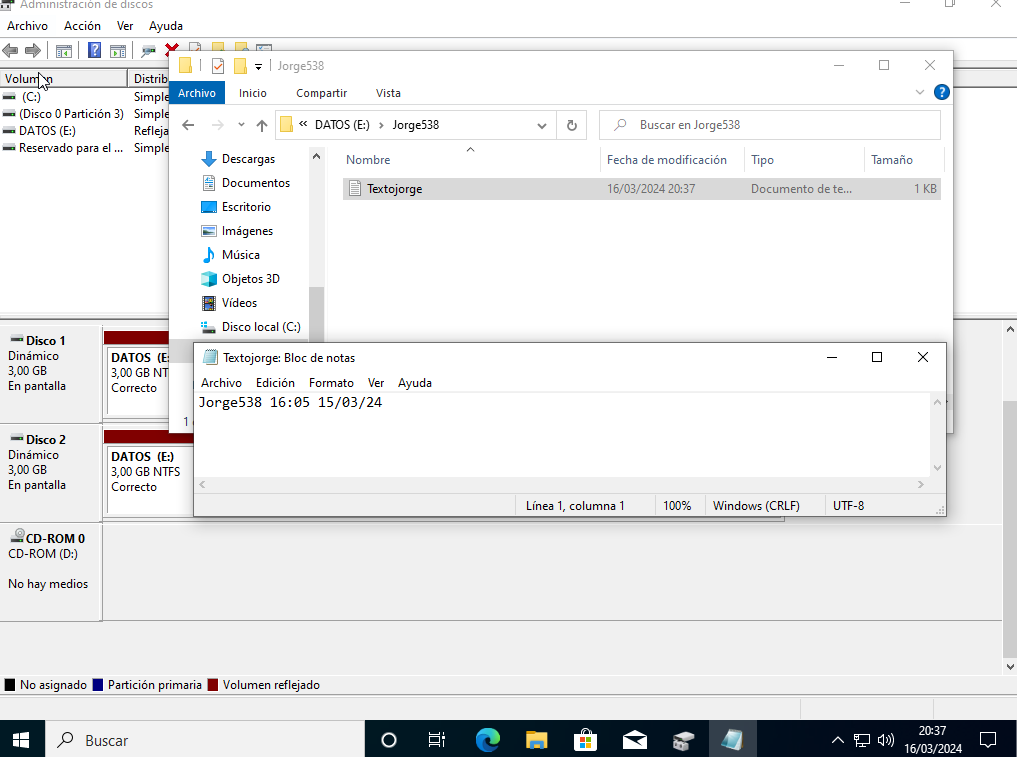 Administración de discos
Archivo Acción Ver Ayuda
Volumen Distrib
(C:) Simple
(Disco 0 Partición 3) Simple
DATOS (E:) Refleja
Reservado para el ... Simple
Jorge538
Archivo Inicio Compartir Vista
« DATOS (E:) › Jorge538
Buscar en Jorge538
Descargas
Documentos
Escritorio
Imágenes
Música
Objetos 3D
Vídeos
Disco local (C:)
Nombre Fecha de modificación Tipo Tamaño
Textojorge 16/03/2024 20:37 Documento de te... 1 KB
1
Textojorge: Bloc de notas
Archivo Edición Formato Ver Ayuda
Jorge538 16:05 15/03/24
Línea 1, columna 1 100% Windows (CRLF) UTF-8
Disco 1
Dinámico
3,00 GB
En pantalla
DATOS (E:
3,00 GB NT
Correcto
Disco 2
Dinámico
3,00 GB
En pantalla
DATOS (E:)
3,00 GB NTFS
Correcto
CD-ROM 0
CD-ROM (D:)
No hay medios
No asignado Partición primaria Volumen reflejado
Buscar
20:37
16/03/2024